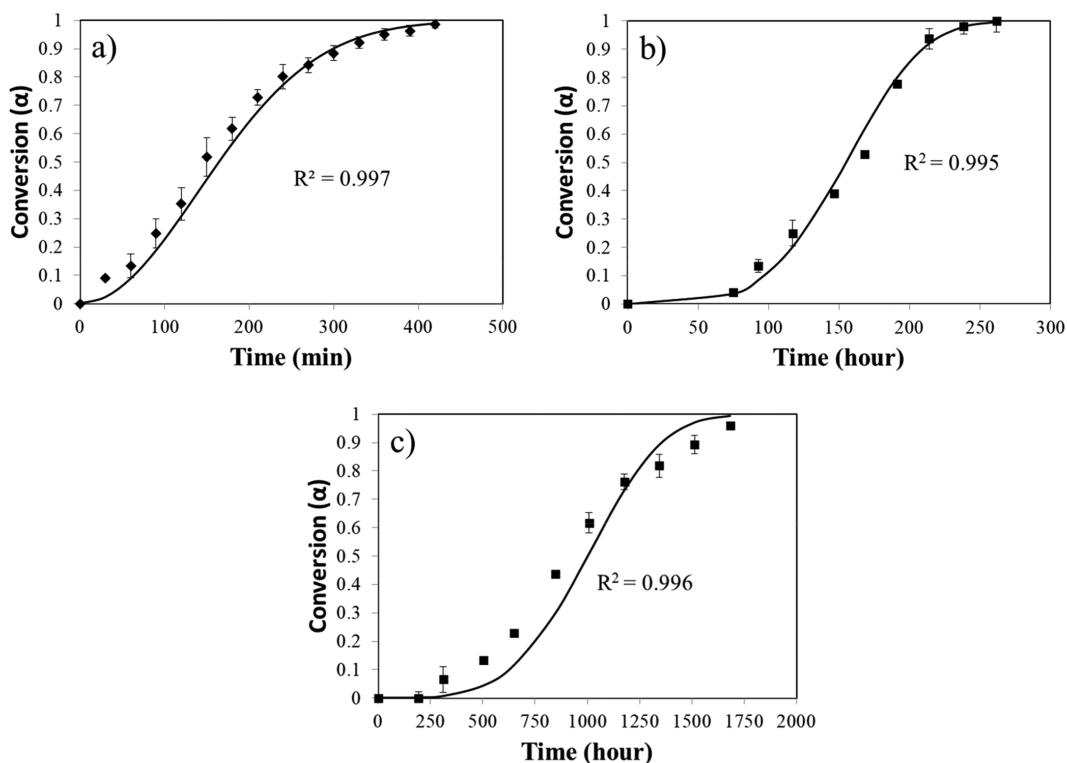 a)
Conversion (α)
1
0.9
0.8
0.7
0.6
0.5
0.4
0.3
0.2
0.1
0
R² = 0.997
0 100 200 300 400 500
Time (min)
b)
Conversion (α)
1
0.9
0.8
0.7
0.6
0.5
0.4
0.3
0.2
0.1
0
R² = 0.995
0 50 100 150 200 250 300
Time (hour)
c)
Conversion (α)
1
0.9
0.8
0.7
0.6
0.5
0.4
0.3
0.2
0.1
0
R² = 0.996
0 250 500 750 1000 1250 1500 1750 2000
Time (hour)